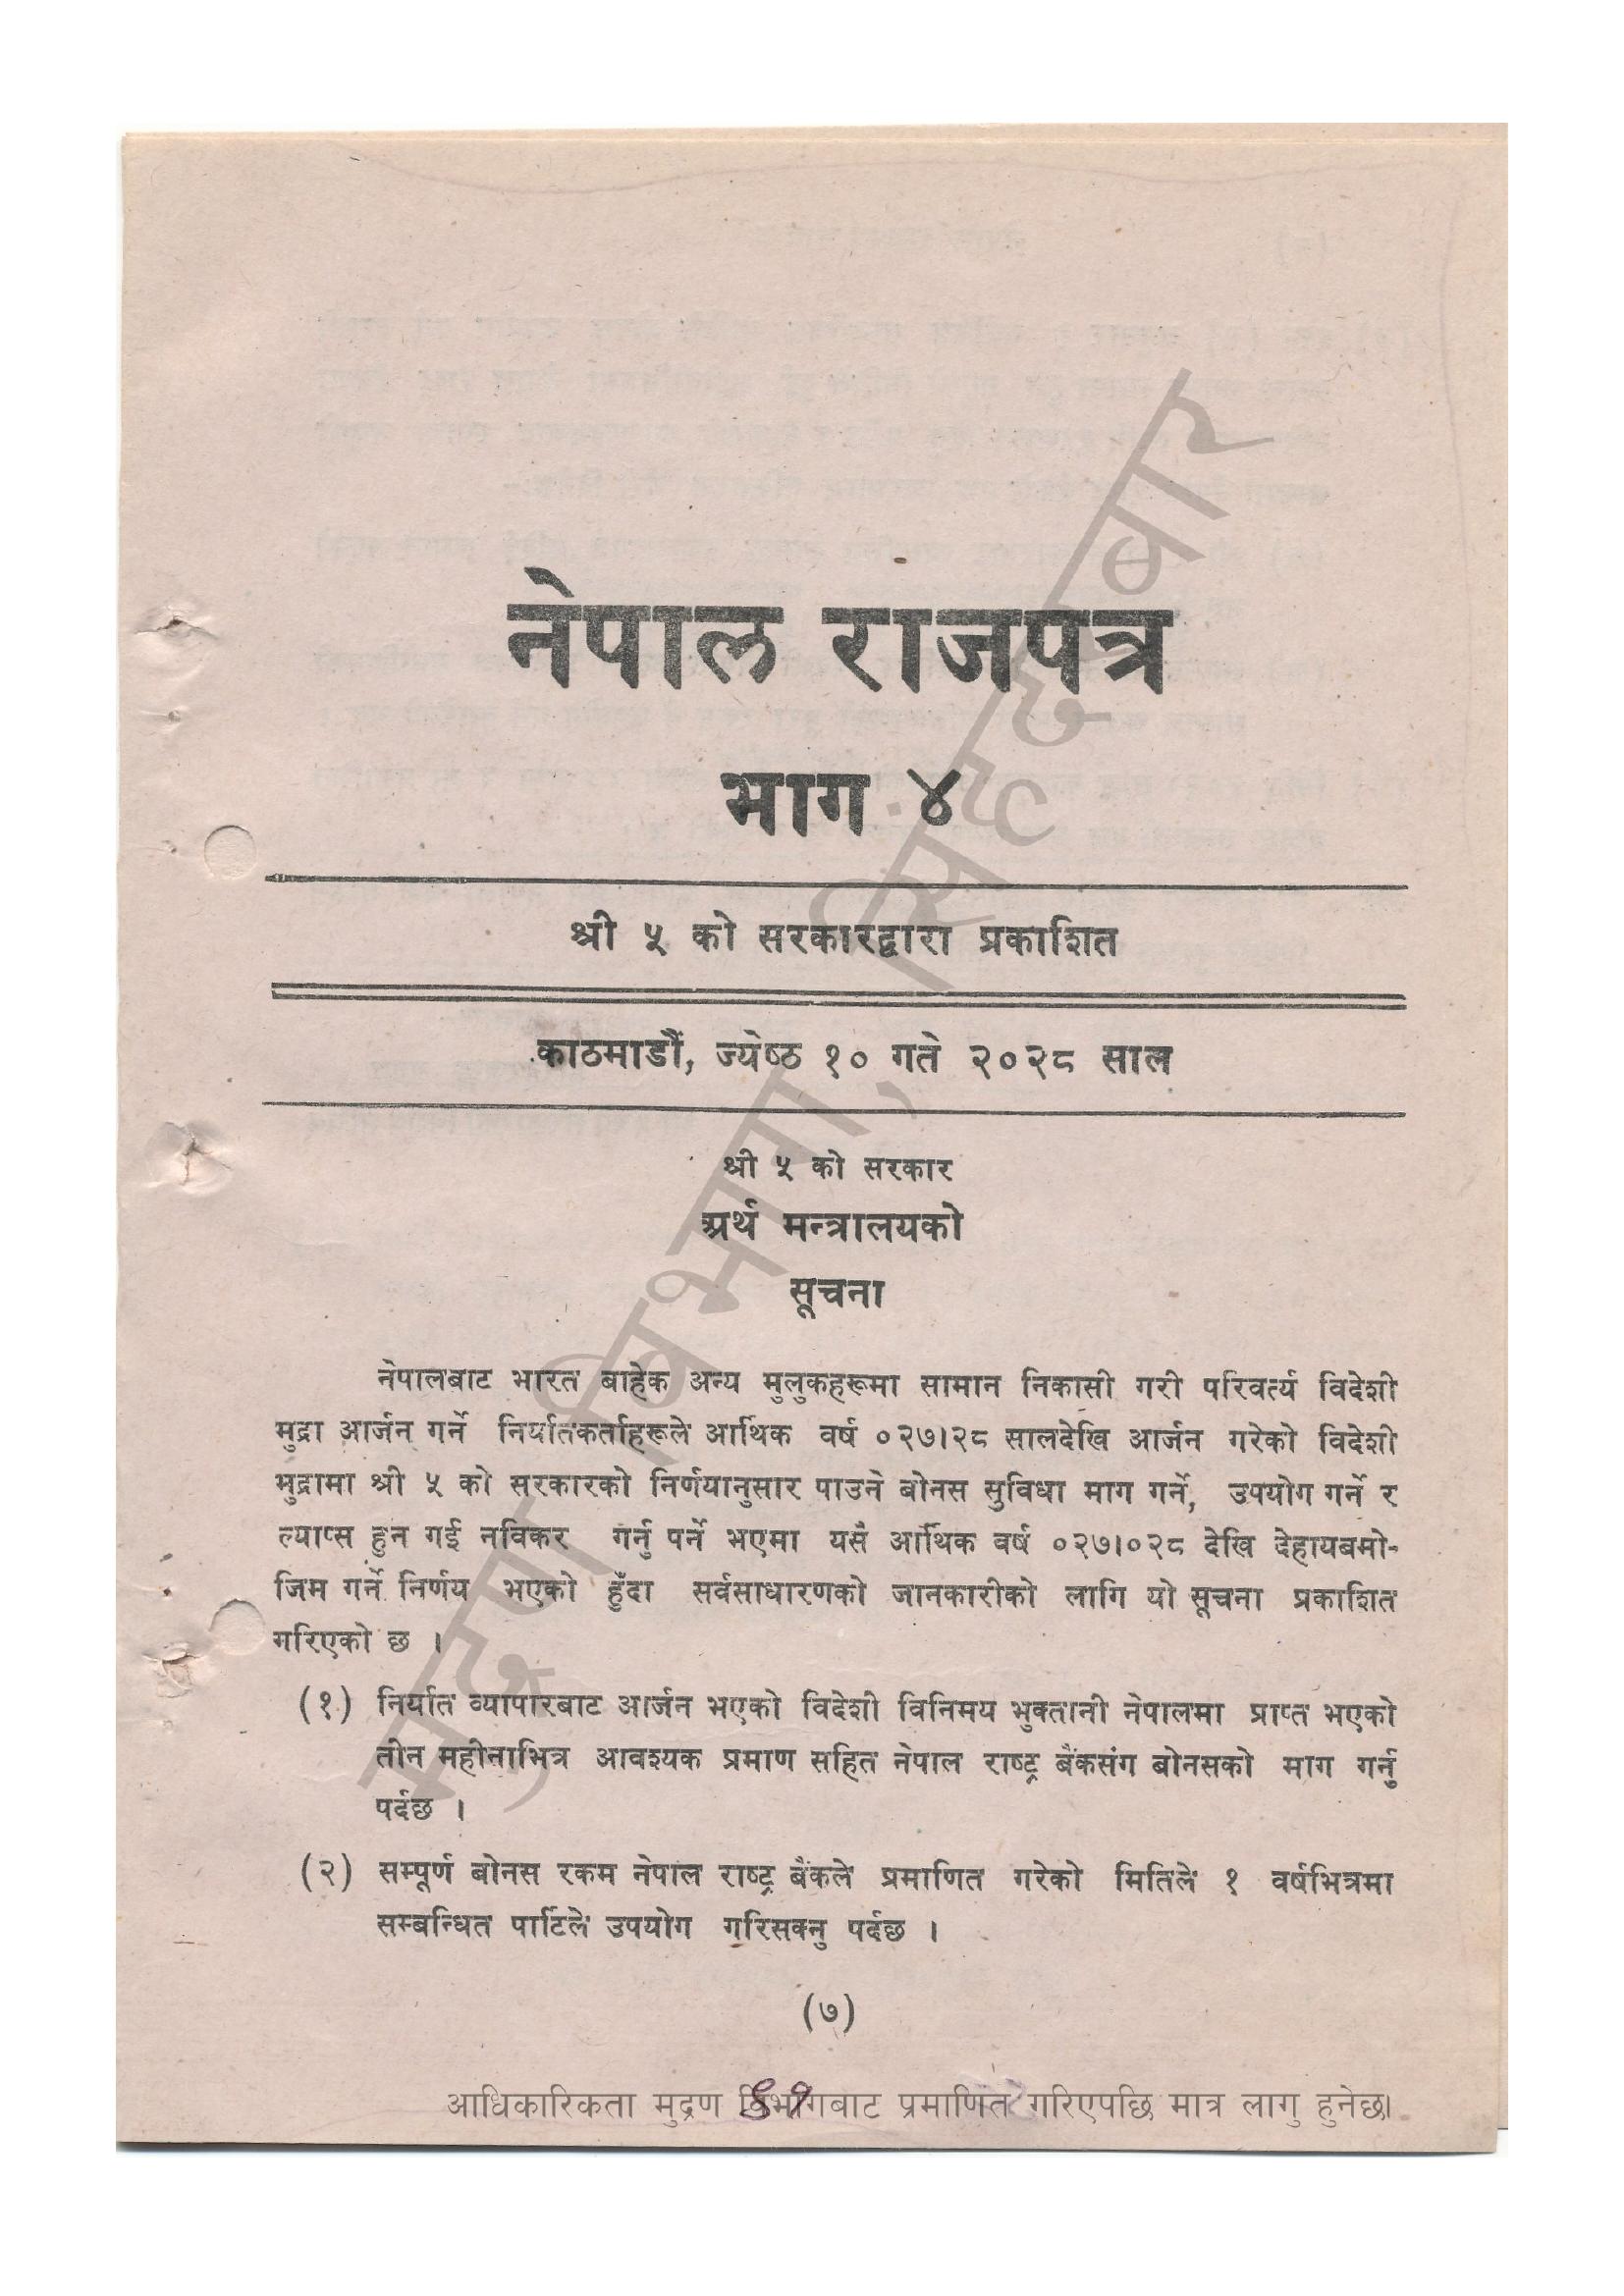 नेपाल राजपत्र
भाग ४
श्री ५ को सरकारद्वारा प्रकाशित
काठमाडौं, ज्येष्ठ १० गते २०२८ साल
श्री ५ को सरकार
अर्थ मन्त्रालयको
सूचना
नेपालबाट भारत बाहेक अन्य मुलुकहरूमा सामान निकासी गरी परिवर्त्य विदेशी
मुद्रा आर्जन गर्ने निर्यातकर्ताहरूले आर्थिक वर्ष ०२७।२८ सालदेखि आर्जन गरेको विदेशी
मुद्रामा श्री ५ को सरकारको निर्णयानुसार पाउने बोनस सुविधा माग गर्ने, उपयोग गर्ने र
ल्याप्स हुन गई नविकर गर्नु पर्ने भएमा यसै आर्थिक वर्ष ०२७।०२८ देखि देहायबमो-
जिम गर्ने निर्णय भएको हुँदा सर्वसाधारणको जानकारीको लागि यो सूचना प्रकाशित
गरिएको छ ।
(१) निर्यात व्यापारबाट आर्जन भएको विदेशी विनिमय भुक्तानी नेपालमा प्राप्त भएको
तीन महीनाभित्र आवश्यक प्रमाण सहित नेपाल राष्ट्र बैंकसंग बोनसको माग गर्नु
पर्दछ ।
(२) सम्पूर्ण बोनस रकम नेपाल राष्ट्र बैंकले प्रमाणित गरेको मितिले १ वर्षभित्रमा
सम्बन्धित पार्टिले उपयोग गरिसक्नु पर्दछ ।
(७)
आधिकारिकता मुद्रण विभागबाट प्रमाणित गरिएपछि मात्र लागु हुनेछ।
मुद्रण विभाग, सिंहदरबार